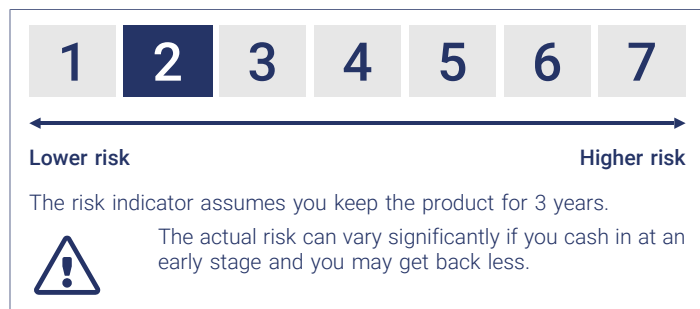 1 2 3 4 5 6 7
Lower risk Higher risk
The risk indicator assumes you keep the product for 3 years.
The actual risk can vary significantly if you cash in at an
early stage and you may get back less.